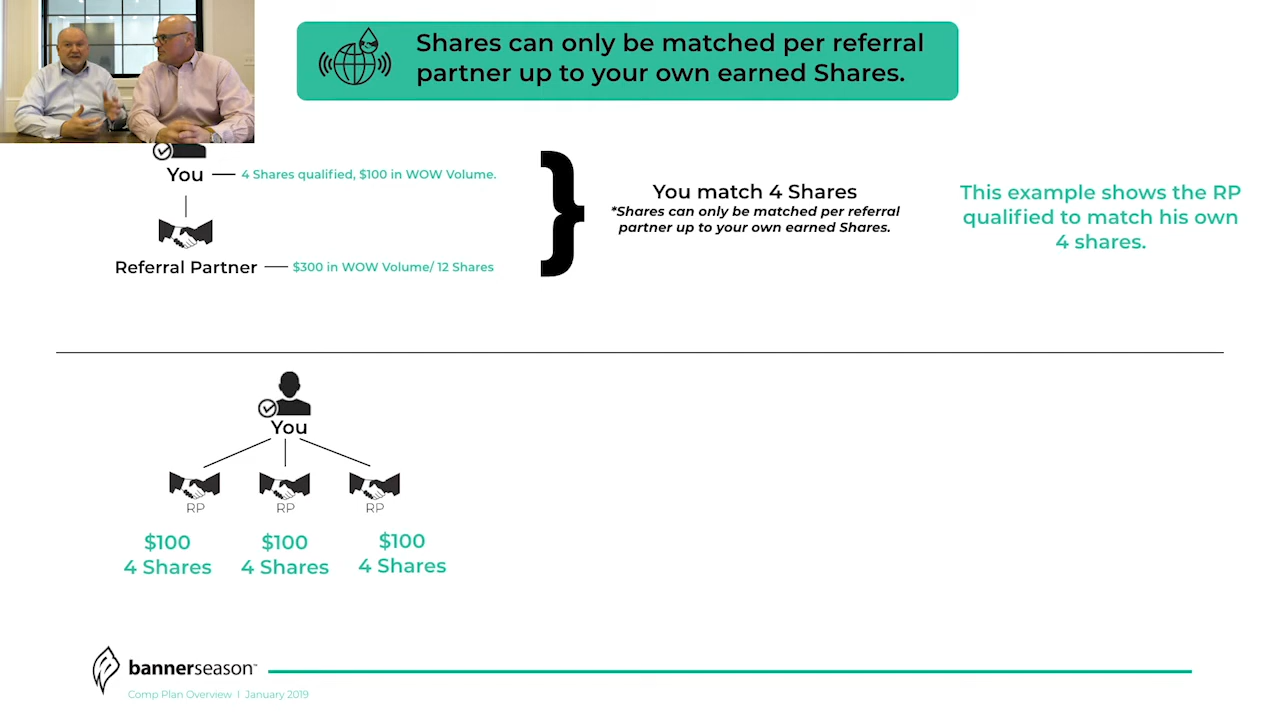 Shares can only be matched per referral
partner up to your own earned Shares.
You
4 Shares qualified, $100 in WOW Volume.
Referral Partner
$300 in WOW Volume/ 12 Shares
You match 4 Shares
*Shares can only be matched per referral
partner up to your own earned Shares.
This example shows the RP
qualified to match his own
4 shares.
You
RP
RP
RP
$100
4 Shares
$100
4 Shares
$100
4 Shares
bannerseason™
Comp Plan Overview I January 2019